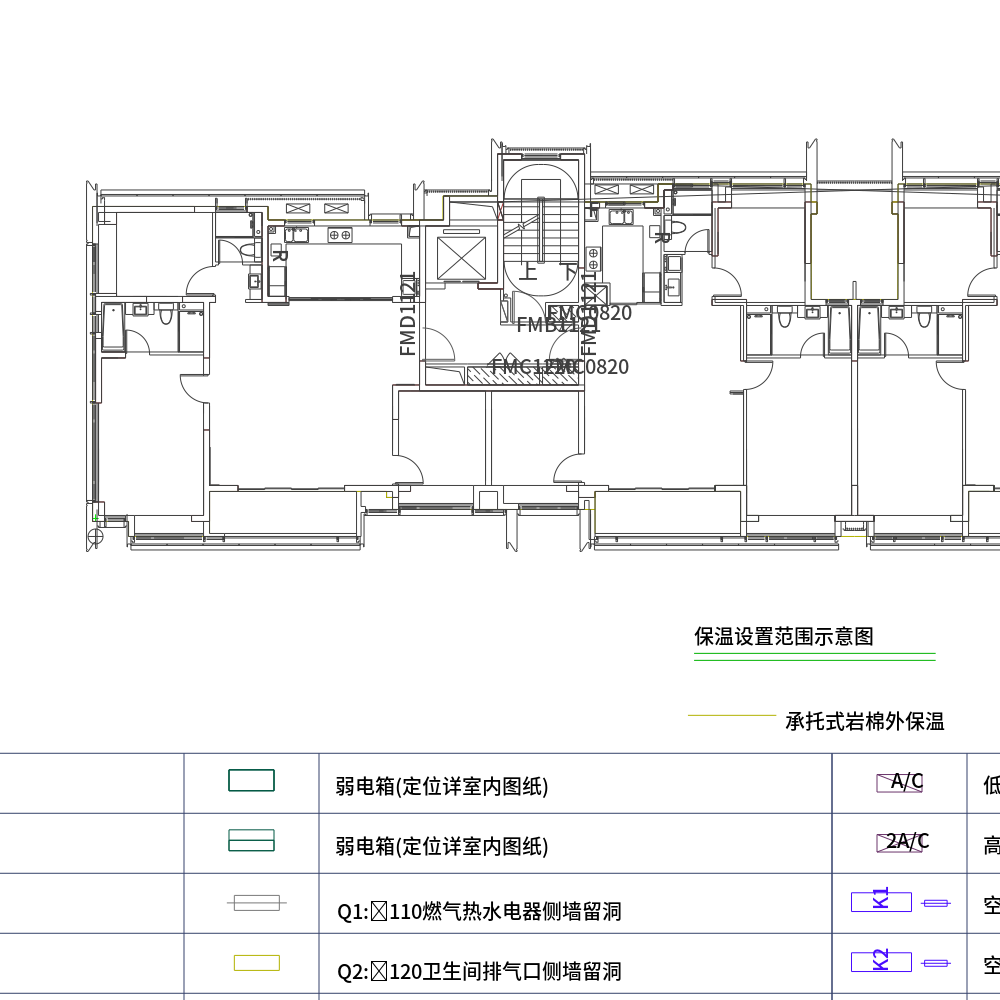 R
R
上 下
FMD1121
FMD1121
FMC0820
FMB1121
FMC1220
FMC0820
保温设置范围示意图
承托式岩棉外保温
弱电箱(定位详室内图纸)
A/C
低
弱电箱(定位详室内图纸)
2A/C
高
Q1:☒110燃气热水电器侧墙留洞
K1
空
Q2:☒120卫生间排气口侧墙留洞
K2
空